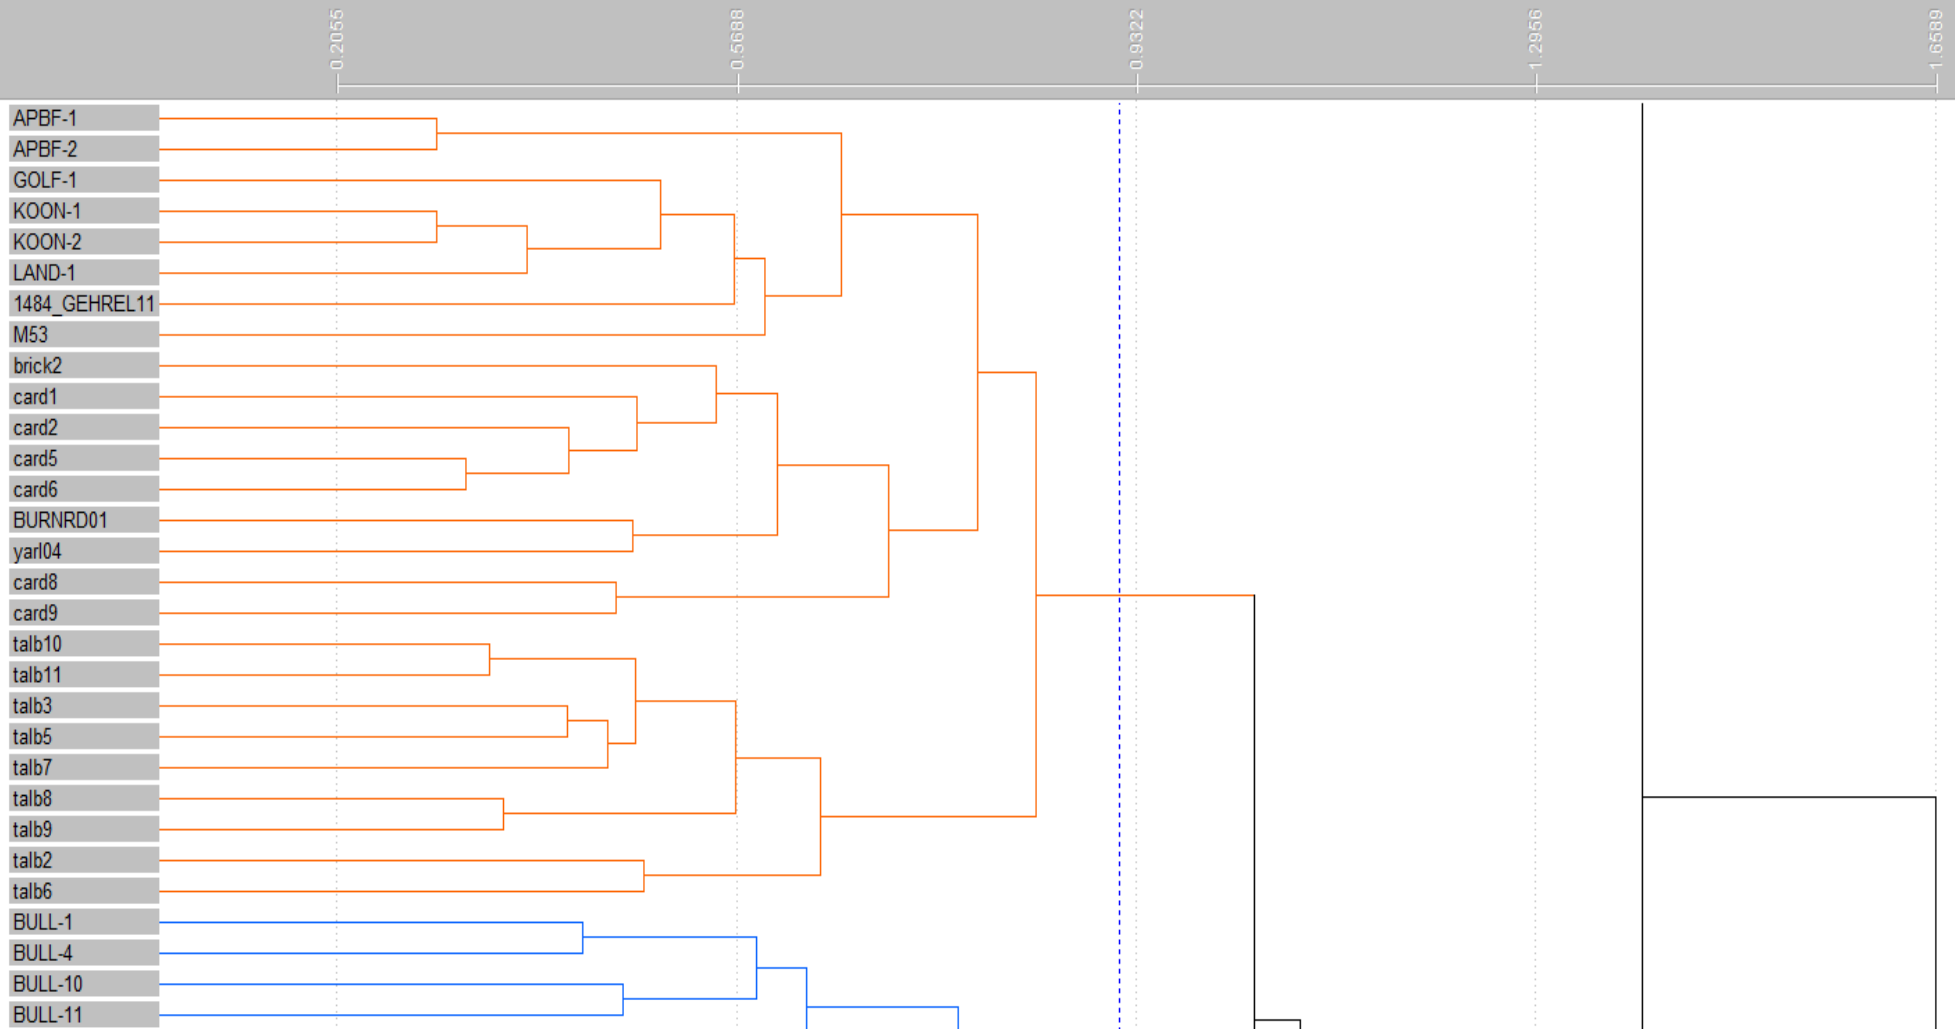 0.2055
0.5688
0.9322
1.2956
1.6589
APBF-1
APBF-2
GOLF-1
KOON-1
KOON-2
LAND-1
1484_GEHREL11
M53
brick2
card1
card2
card5
card6
BURNRD01
yarl04
card8
card9
talb10
talb11
talb3
talb5
talb7
talb8
talb9
talb2
talb6
BULL-1
BULL-4
BULL-10
BULL-11